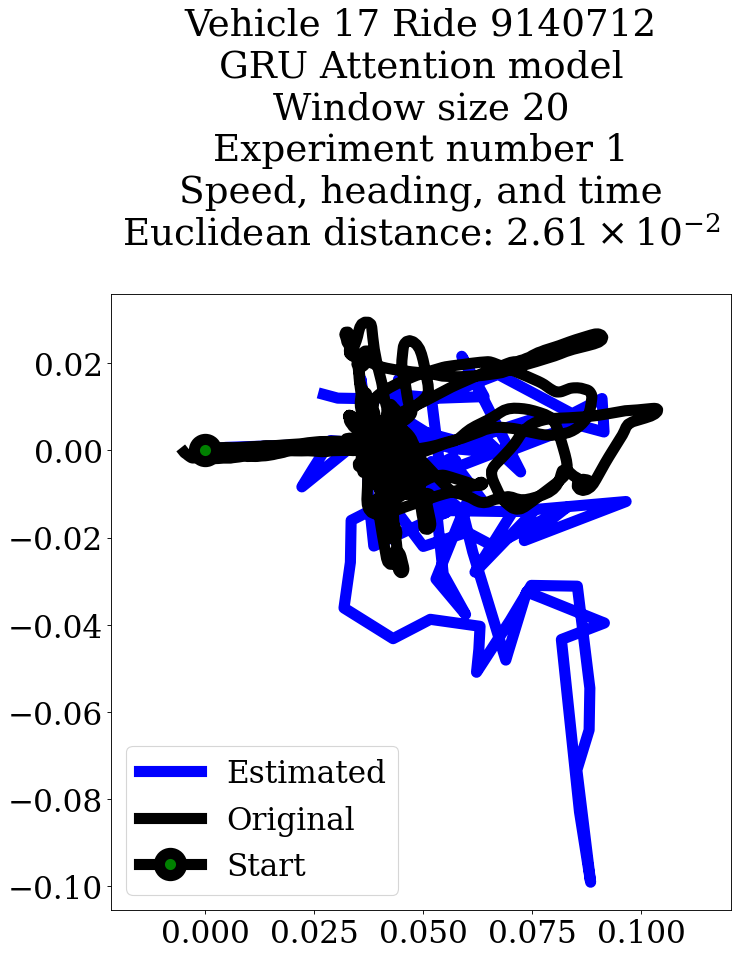 Vehicle 17 Ride 9140712
GRU Attention model
Window size 20
Experiment number 1
Speed, heading, and time
Euclidean distance: 2.61 × 10⁻²
0.02
0.00
−0.02
−0.04
−0.06
−0.08
−0.10
Estimated
Original
Start
0.000 0.025 0.050 0.075 0.100